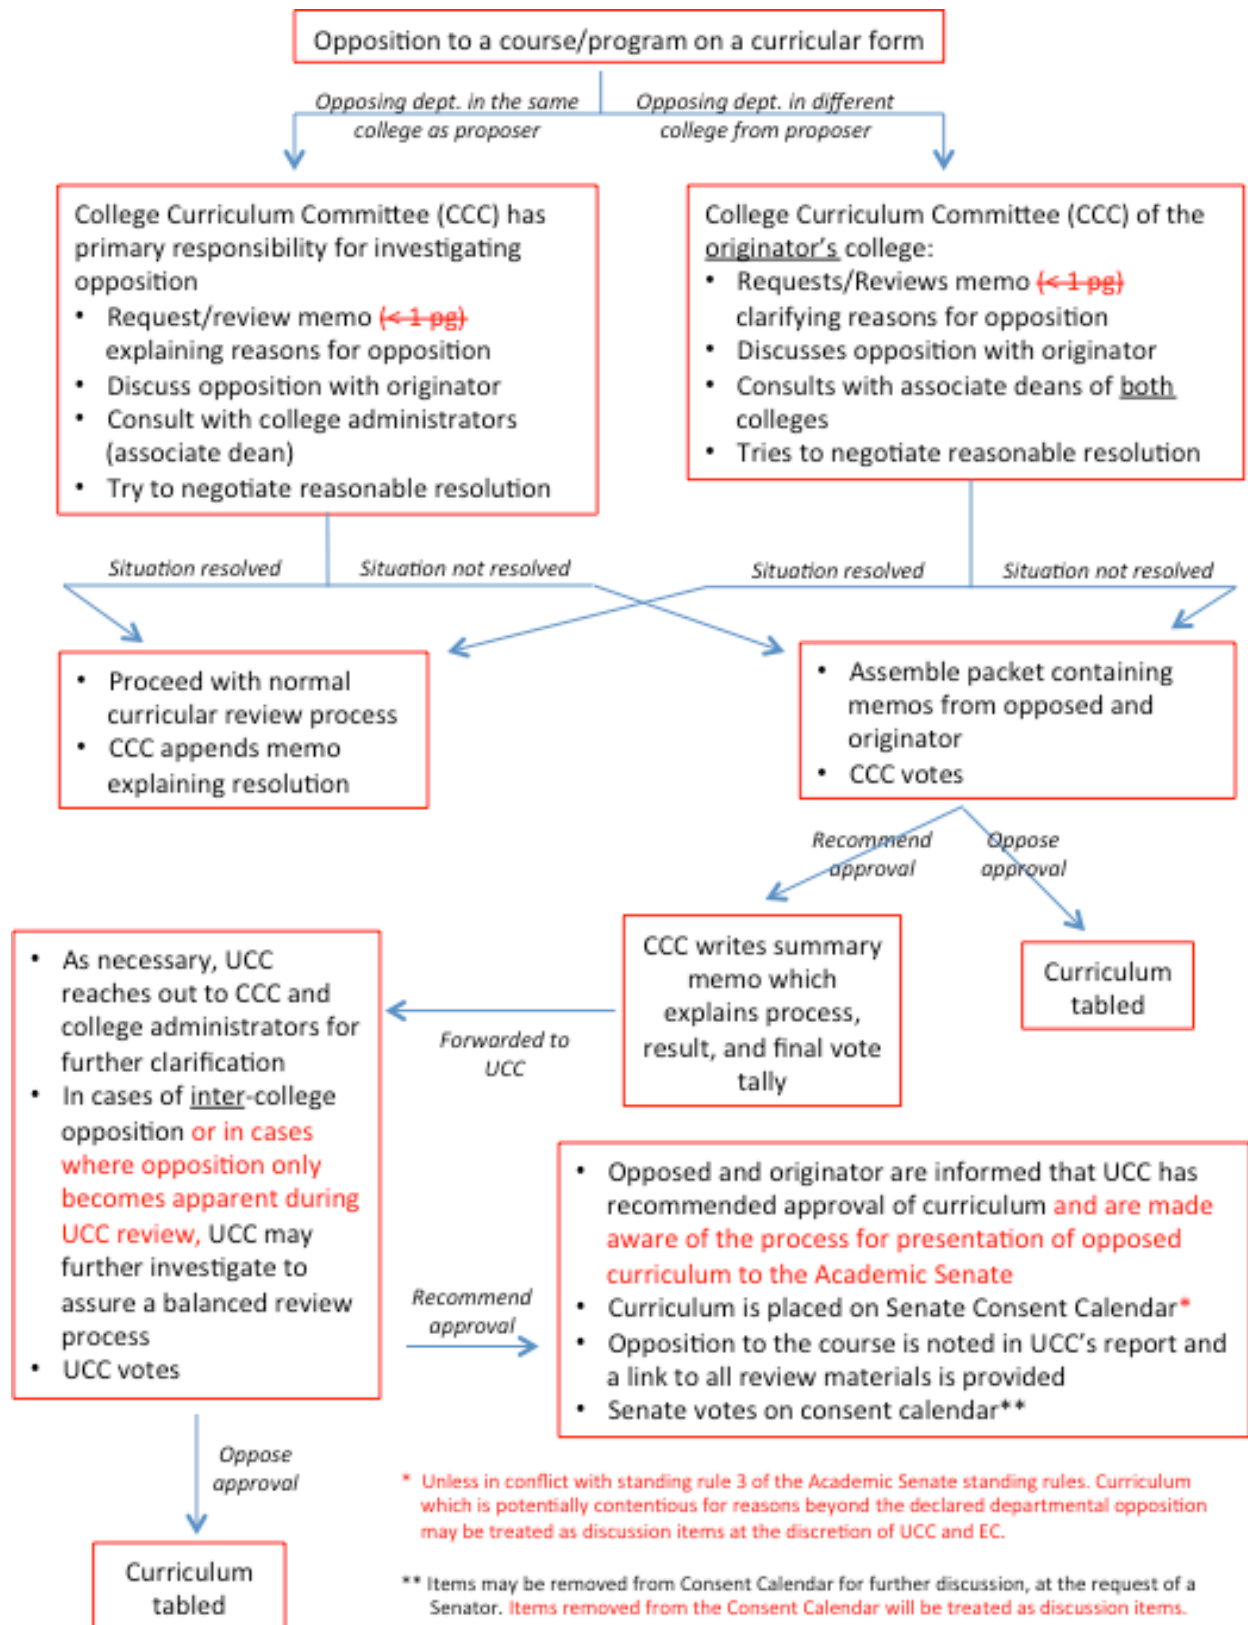 Opposition to a course/program on a curricular form
Opposing dept. in the same
college as proposer
Opposing dept. in different
college from proposer
College Curriculum Committee (CCC) has
primary responsibility for investigating
opposition
• Request/review memo (< 1 pg)
explaining reasons for opposition
• Discuss opposition with originator
• Consult with college administrators
(associate dean)
• Try to negotiate reasonable resolution
College Curriculum Committee (CCC) of the
originator's college:
• Requests/Reviews memo (< 1 pg)
clarifying reasons for opposition
• Discusses opposition with originator
• Consults with associate deans of both
colleges
• Tries to negotiate reasonable resolution
Situation resolved
Situation not resolved
Situation resolved
Situation not resolved
• Proceed with normal
curricular review process
• CCC appends memo
explaining resolution
• Assemble packet containing
memos from opposed and
originator
• CCC votes
Recommend
approval
Oppose
approval
CCC writes summary
memo which
explains process,
result, and final vote
tally
Curriculum
tabled
Forwarded to
UCC
• As necessary, UCC
reaches out to CCC and
college administrators for
further clarification
• In cases of inter-college
opposition or in cases
where opposition only
becomes apparent during
UCC review, UCC may
further investigate to
assure a balanced review
process
• UCC votes
Recommend
approval
• Opposed and originator are informed that UCC has
recommended approval of curriculum and are made
aware of the process for presentation of opposed
curriculum to the Academic Senate
• Curriculum is placed on Senate Consent Calendar*
• Opposition to the course is noted in UCC's report and
a link to all review materials is provided
• Senate votes on consent calendar**
Oppose
approval
Curriculum
tabled
* Unless in conflict with standing rule 3 of the Academic Senate standing rules. Curriculum
which is potentially contentious for reasons beyond the declared departmental opposition
may be treated as discussion items at the discretion of UCC and EC.
** Items may be removed from Consent Calendar for further discussion, at the request of a
Senator. Items removed from the Consent Calendar will be treated as discussion items.